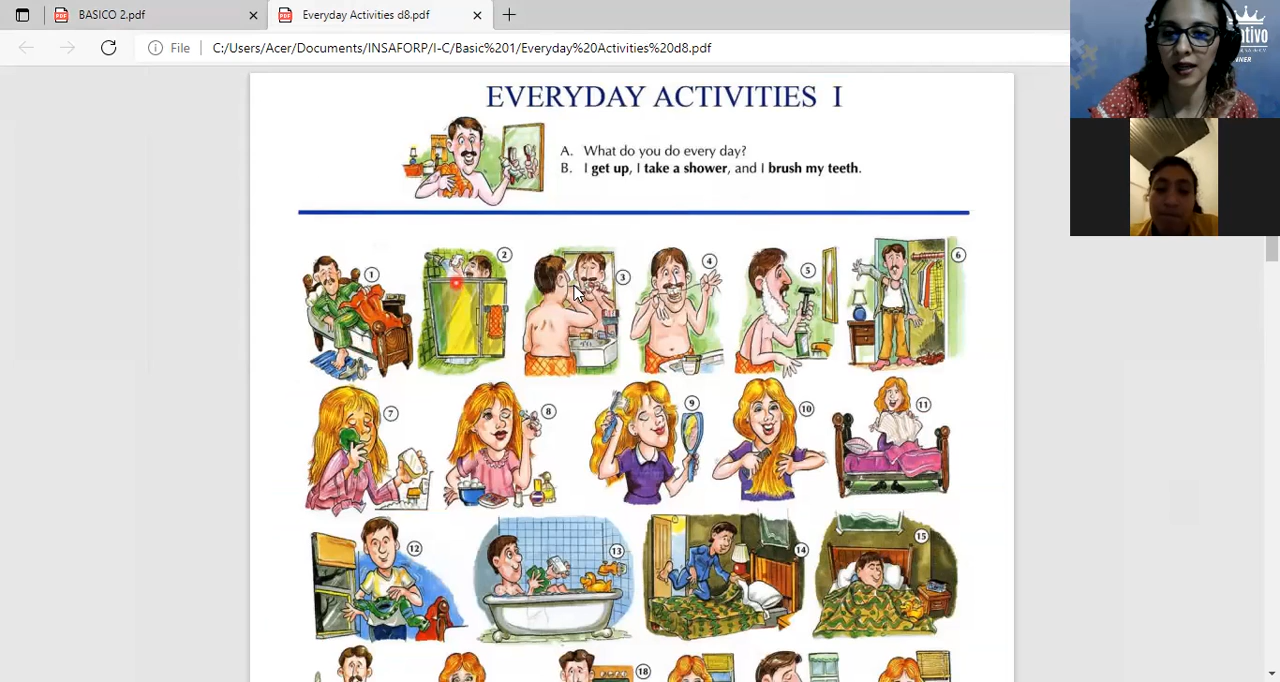 BASICO 2.pdf
Everyday Activities d8.pdf
File
C:/Users/Acer/Documents/INSAFORP/I-C/Basic%201/Everyday%20Activities%20d8.pdf
EVERYDAY ACTIVITIES I
A. What do you do every day?
B. I get up, I take a shower, and I brush my teeth.
1
2
3
4
5
6
7
8
9
10
11
12
13
14
15
18